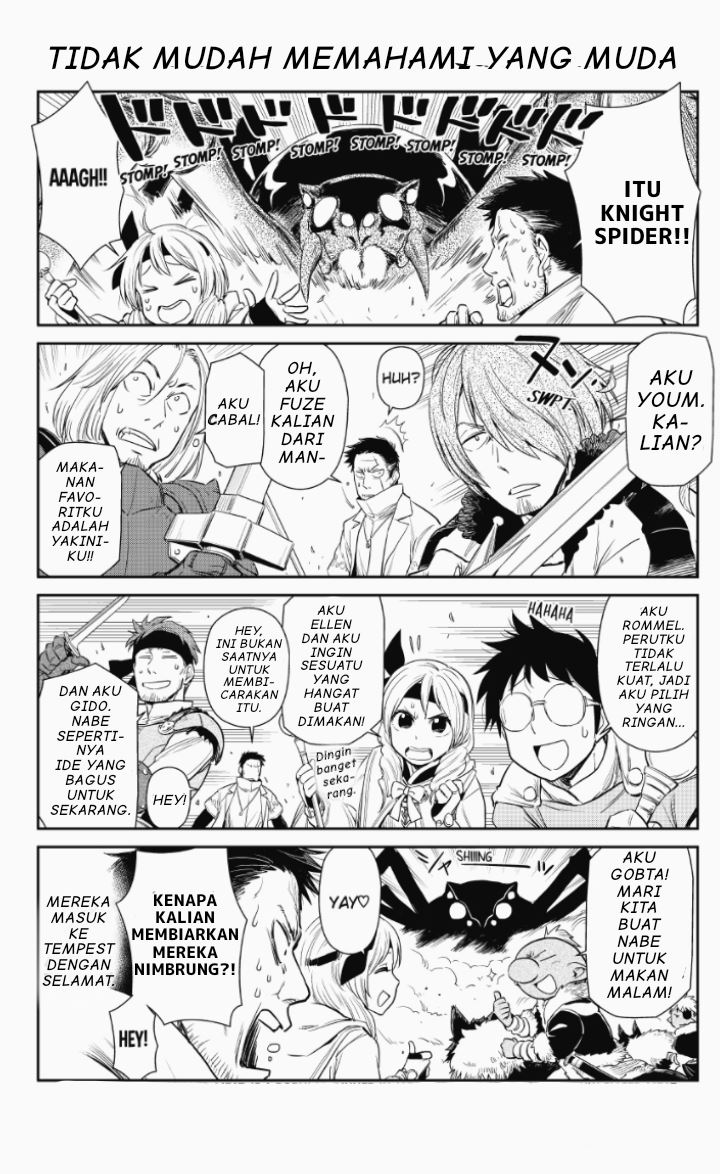 TIDAK MUDAH MEMAHAMI YANG MUDA
ITU
KNIGHT
SPIDER!!
ドドドドドドド
STOMP! STOMP! STOMP! STOMP! STOMP! STOMP! STOMP! STOMP!
AAAGH!!
AKU
YOUM.
KA-
LIAN?
ヌッ
SWPT
HUH?
OH,
AKU
FUZE
KALIAN
DARI
MAN-
AKU
CABAL!
MAKA-
NAN
FAVO-
RITKU
ADALAH
YAKINI-
KU!!
AKU
ROMMEL.
PERUTKU
TIDAK
TERLALU
KUAT, JADI
AKU PILIH
YANG
RINGAN...
HAHAHA
AKU
ELLEN
DAN AKU
INGIN
SESUATU
YANG
HANGAT
BUAT
DIMAKAN!
Dingin
banget
seka-
rang.
HEY,
INI BUKAN
SAATNYA
UNTUK
MEMBI-
CARAKAN
ITU.
DAN AKU
GIDO.
NABE
SEPERTI-
NYA
IDE YANG
BAGUS
UNTUK
SEKARANG.
HEY!
AKU
GOBTA!
MARI
KITA
BUAT
NABE
UNTUK
MAKAN
MALAM!
SHIIING
YAY♡
KENAPA
KALIAN
MEMBIARKAN
MEREKA
NIMBRUNG?!
HEY!
MEREKA
MASUK
KE
TEMPEST
DENGAN
SELAMAT.